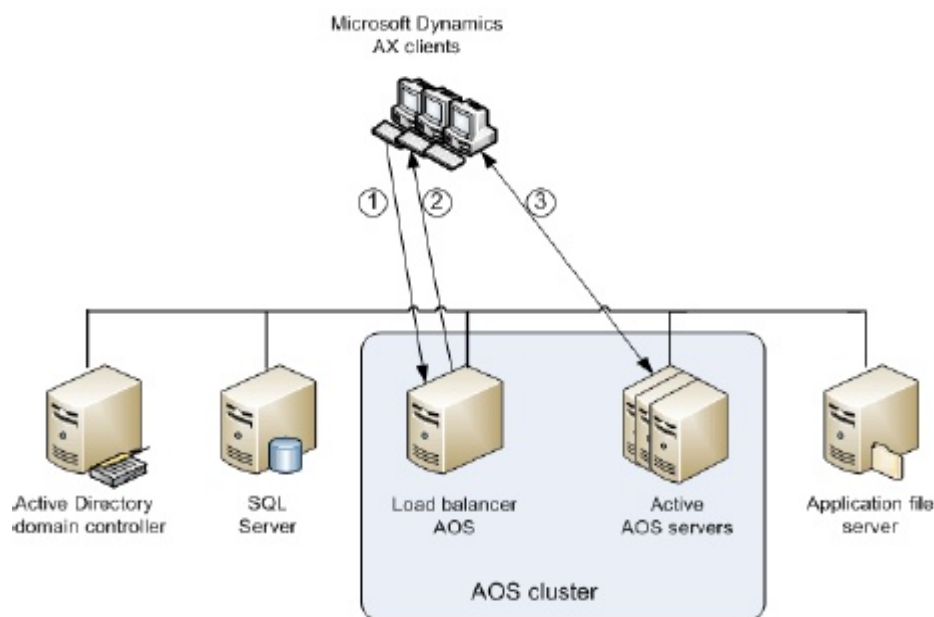 Microsoft Dynamics
AX clients
1
2
3
Active Directory
domain controller
SQL
Server
Load balancer
AOS
Active
AOS servers
Application file
server
AOS cluster